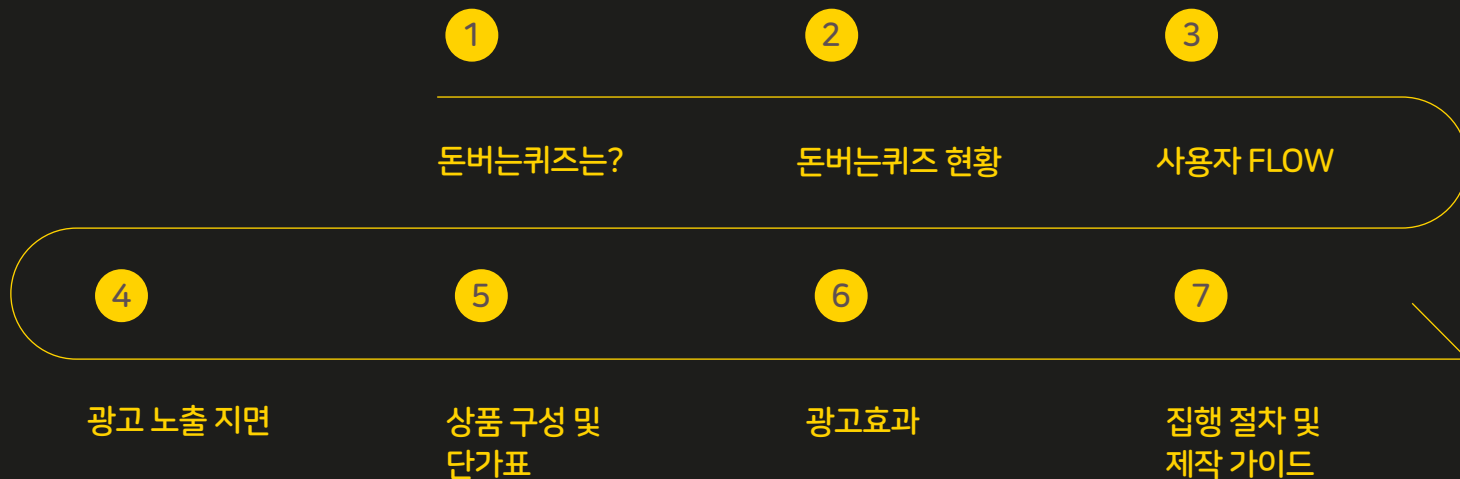 1
2
3
돈버는퀴즈는?
돈버는퀴즈 현황
사용자 FLOW
4
5
6
7
광고 노출 지면
상품 구성 및
단가표
광고효과
집행 절차 및
제작 가이드